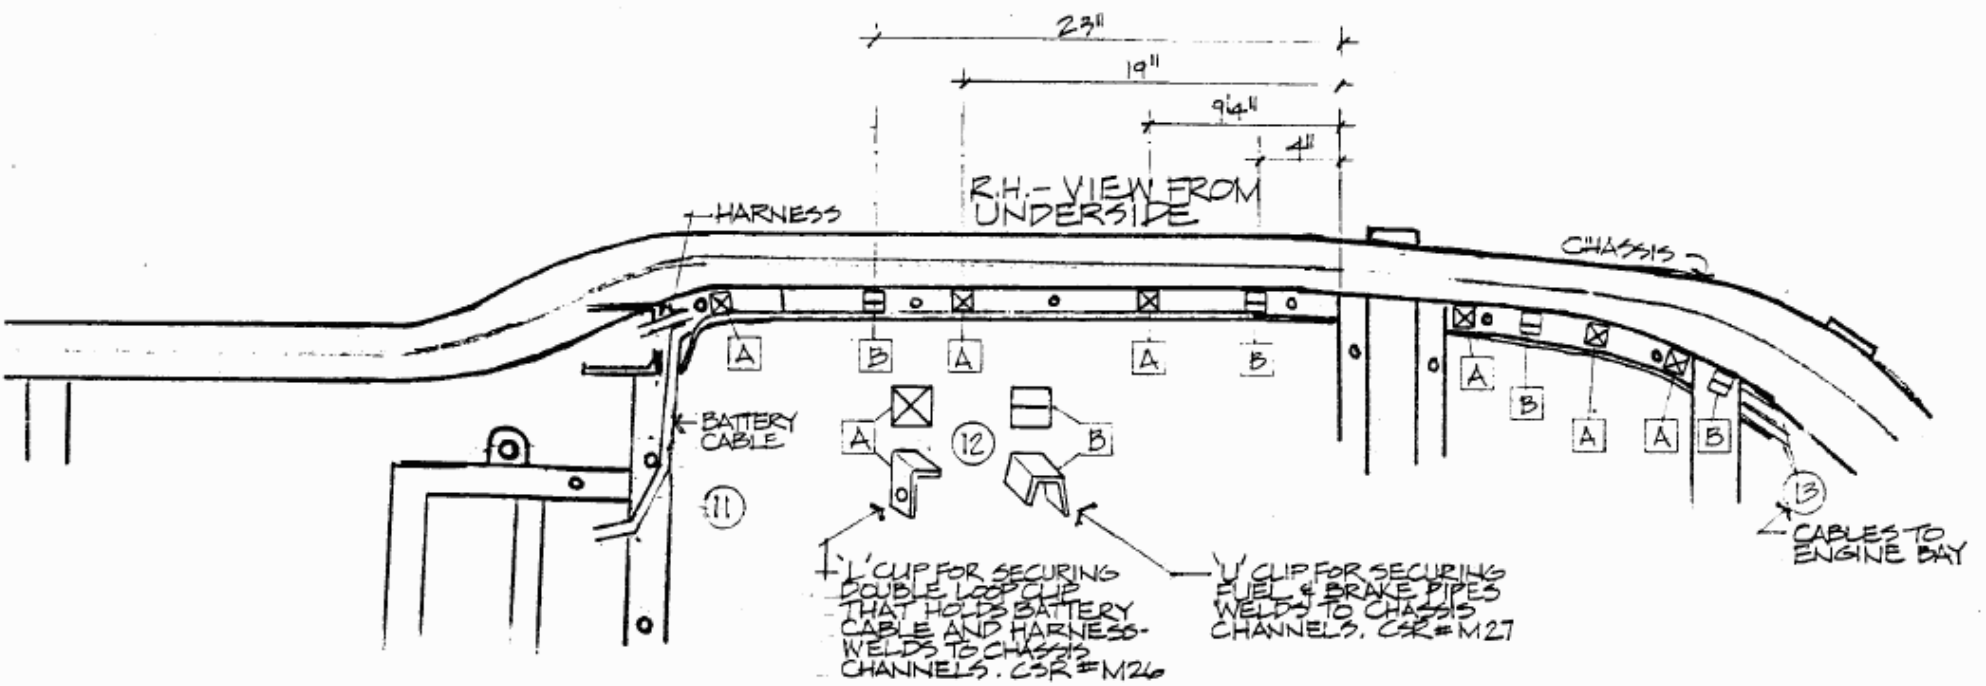 23"
19"
9¼"
4"
R.H. - VIEW FROM
UNDERSIDE
HARNESS
CHASSIS
A
B
A
A
B
A
B
A
A
B
BATTERY
CABLE
A
12
B
11
13
CABLES TO
ENGINE BAY
'L' CLIP FOR SECURING
DOUBLE LOOP CLIP
THAT HOLDS BATTERY
CABLE AND HARNESS-
WELDS TO CHASSIS
CHANNELS. CSR # M26
'U' CLIP FOR SECURING
FUEL & BRAKE PIPES
WELDS TO CHASSIS
CHANNELS. CSR # M27